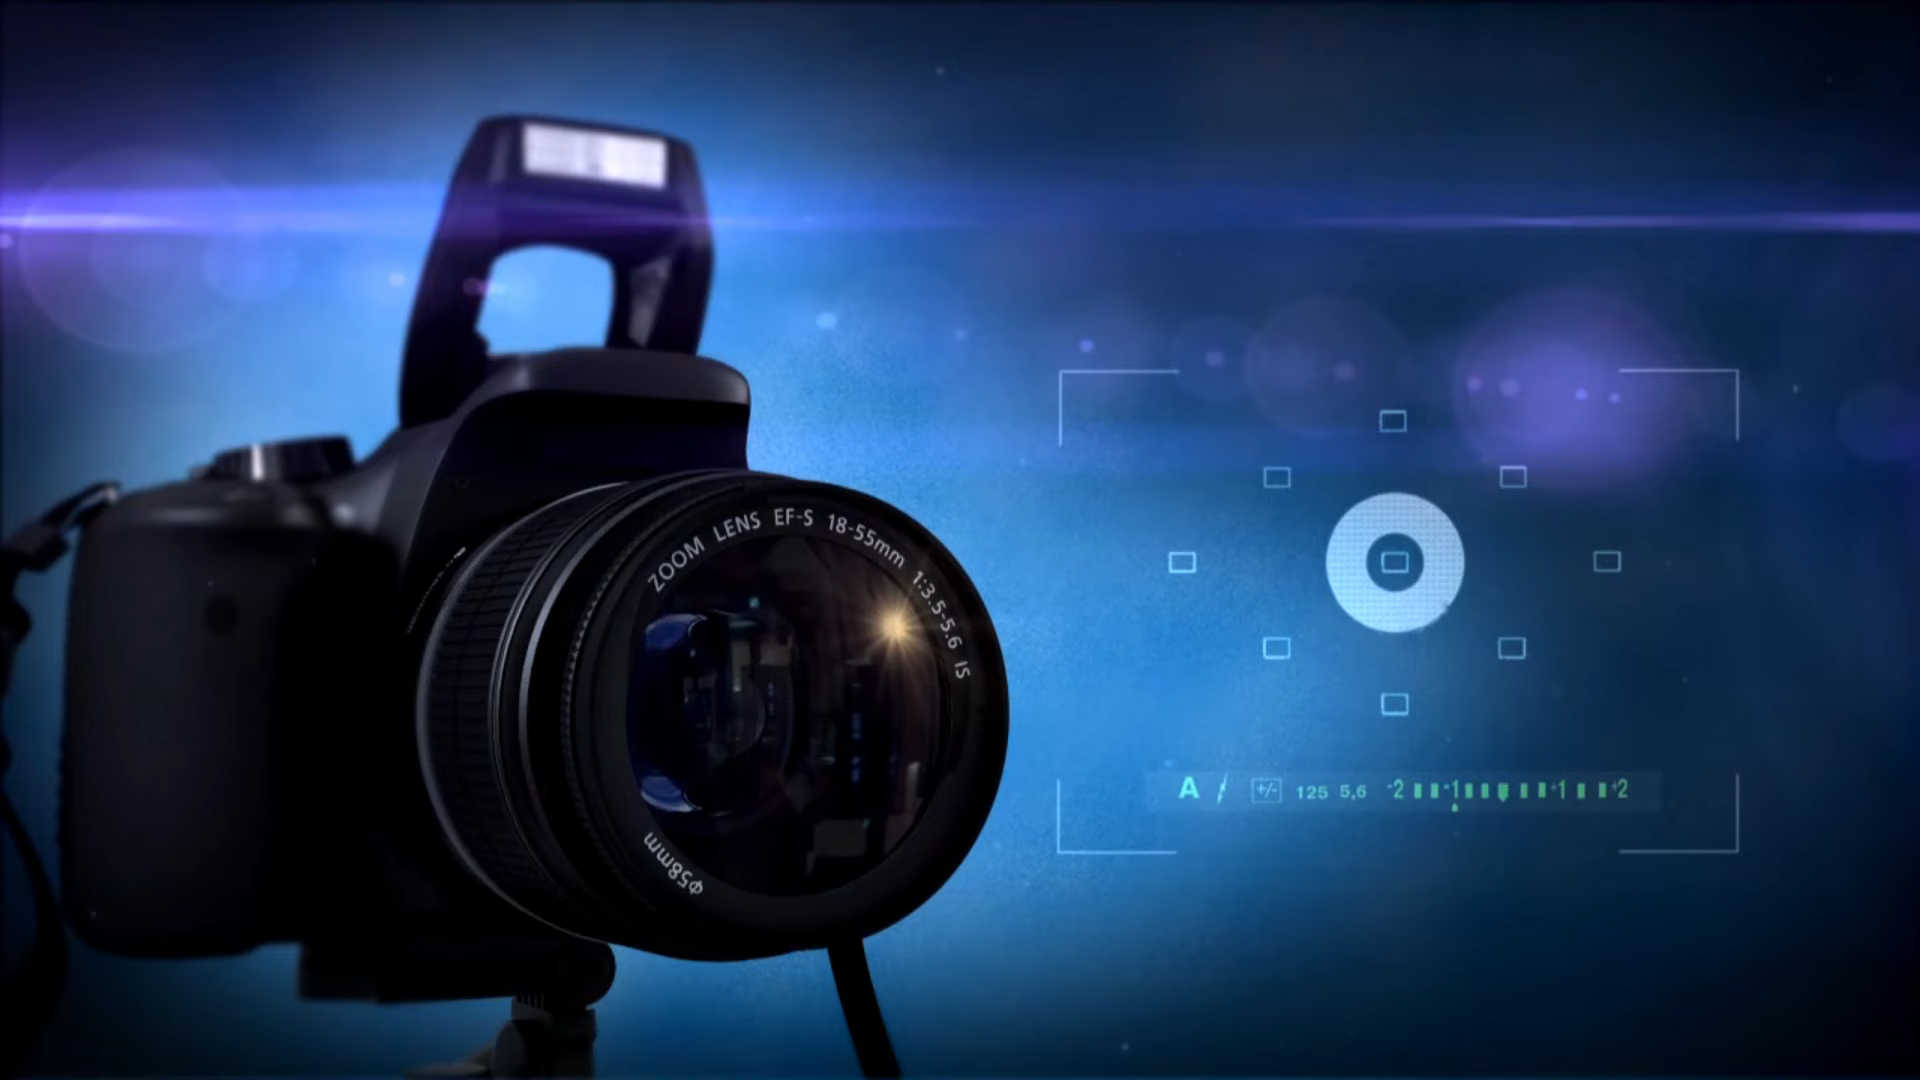 ZOOM LENS EF-S 18-55mm 1:3.5-5.6 IS
φ58mm
A +/- 125 5,6 -2 -1 +1 +2